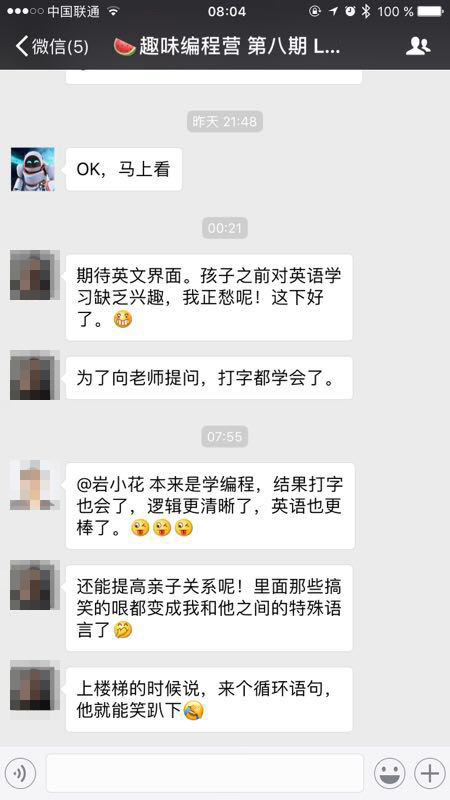 中国联通
08:04
100 %
微信(5)
🍉趣味编程营 第八期 L...
昨天 21:48
OK，马上看
00:21
期待英文界面。孩子之前对英语学
习缺乏兴趣，我正愁呢！这下好
了。😁
为了向老师提问，打字都学会了。
07:55
@岩小花 本来是学编程，结果打字
也会了，逻辑更清晰了，英语也更
棒了。😜😜😜
还能提高亲子关系呢！里面那些搞
笑的哏都变成我和他之间的特殊语
言了🤣
上楼梯的时候说，来个循环语句，
他就能笑趴下😂